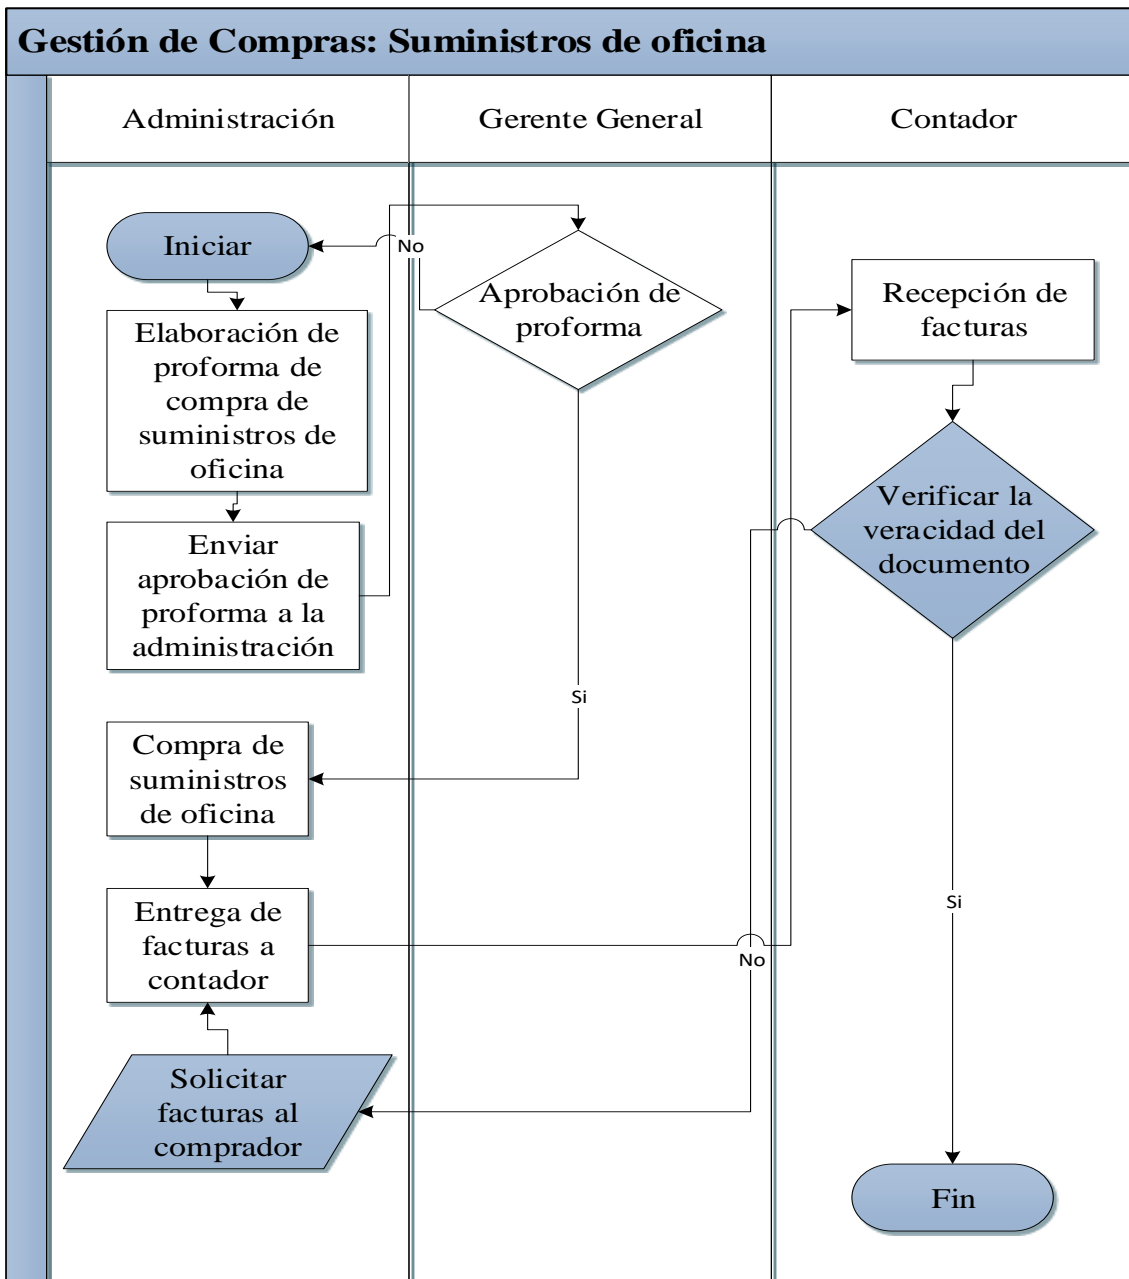 Gestión de Compras: Suministros de oficina
Administración
Gerente General
Contador
Iniciar
Elaboración de
proforma de
compra de
suministros de
oficina
Enviar
aprobación de
proforma a la
administración
No
Aprobación de
proforma
Si
Compra de
suministros
de oficina
Entrega de
facturas a
contador
Recepción de
facturas
Verificar la
veracidad del
documento
No
Solicitar
facturas al
comprador
Si
Fin